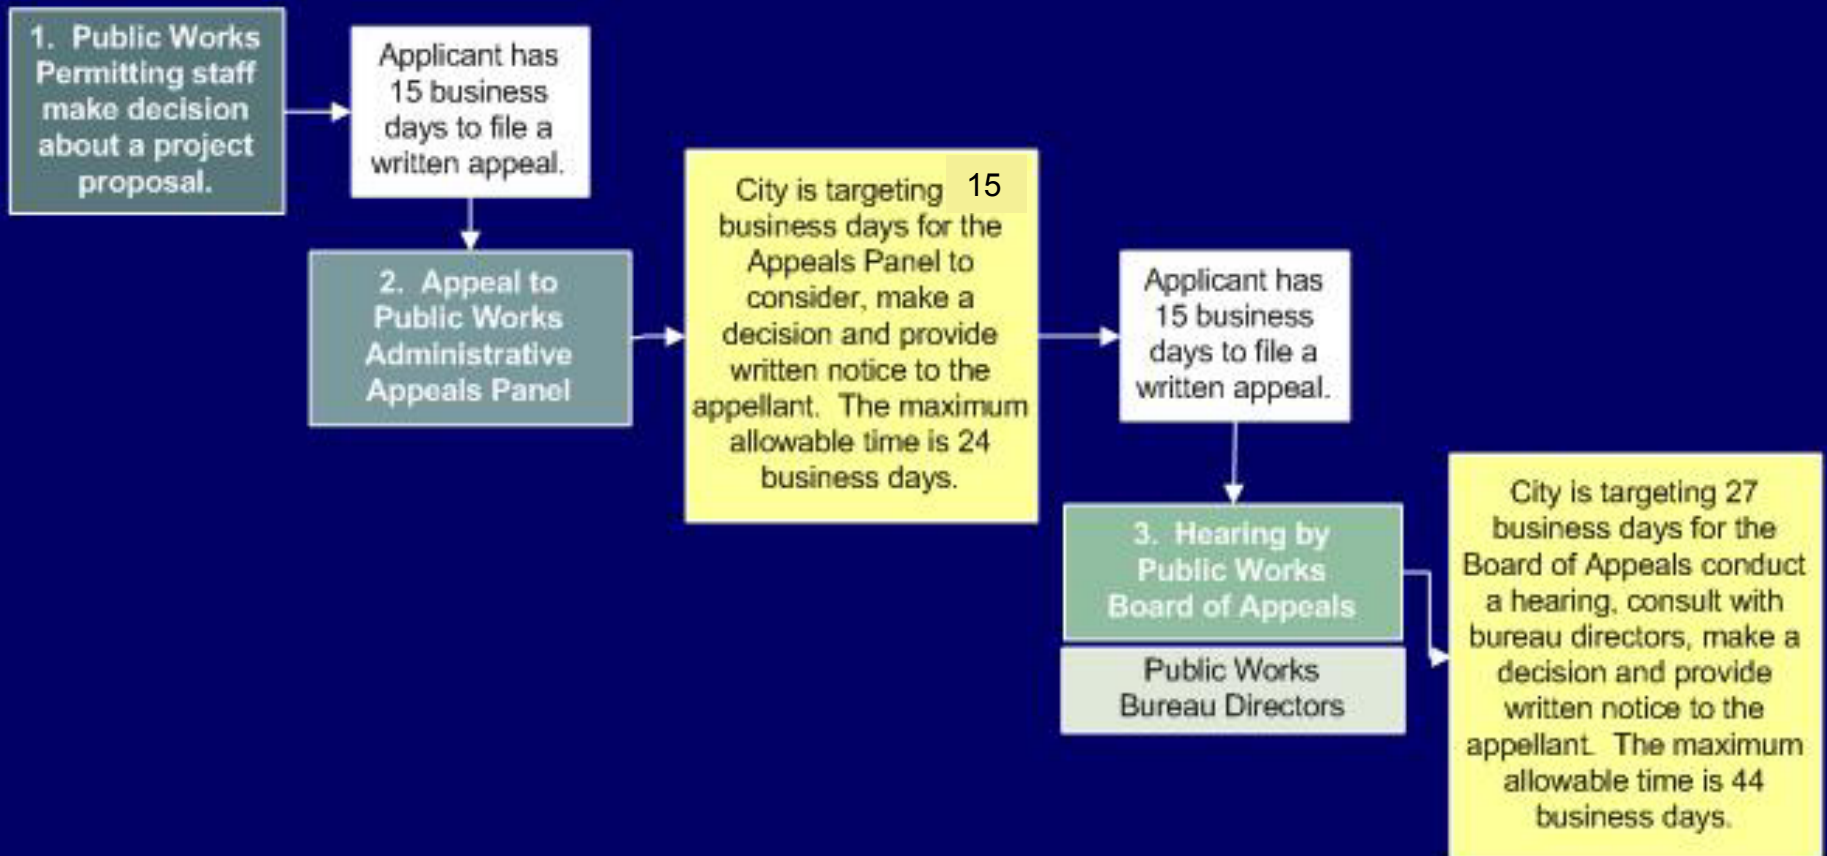 1.  Public Works
Permitting staff
make decision
about a project
proposal.
Applicant has
15 business
days to file a
written appeal.
2.  Appeal to
Public Works
Administrative
Appeals Panel
City is targeting 15
business days for the
Appeals Panel to
consider, make a
decision and provide
written notice to the
appellant.  The maximum
allowable time is 24
business days.
Applicant has
15 business
days to file a
written appeal.
3.  Hearing by
Public Works
Board of Appeals
Public Works
Bureau Directors
City is targeting 27
business days for the
Board of Appeals conduct
a hearing, consult with
bureau directors, make a
decision and provide
written notice to the
appellant.  The maximum
allowable time is 44
business days.